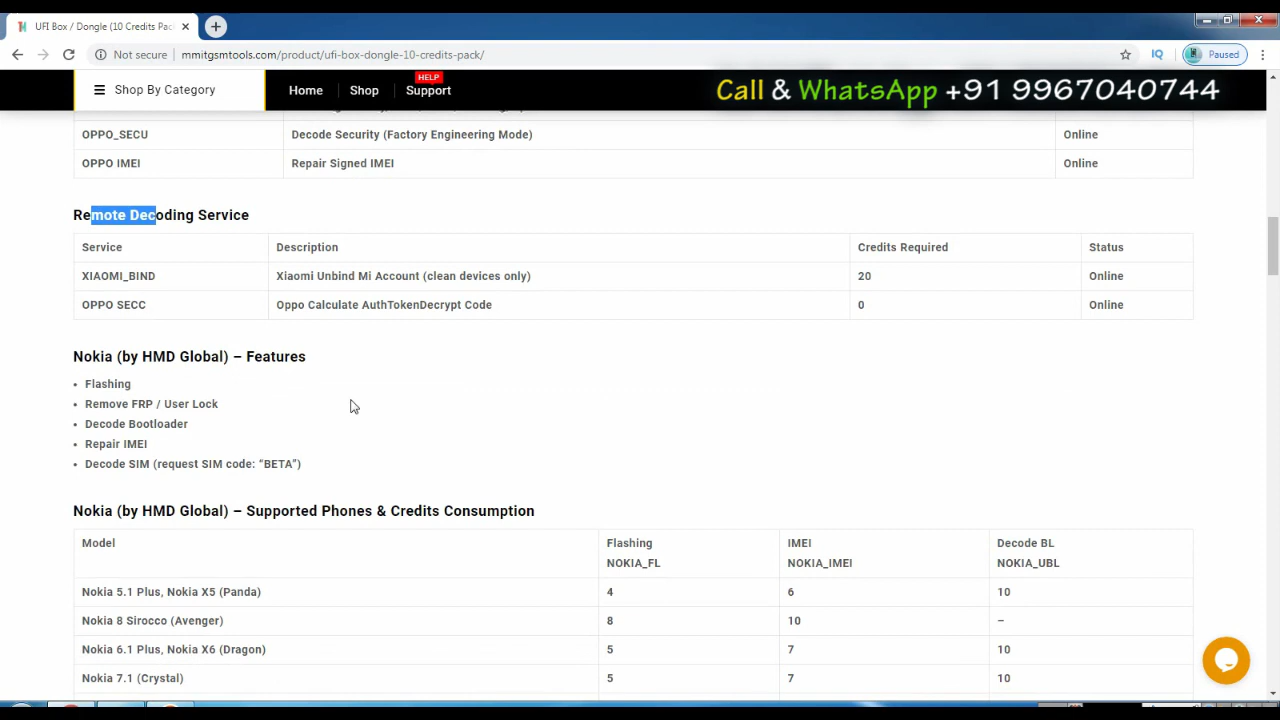 UFI Box / Dongle (10 Credits Pac
Not secure mmitgsmtools.com/product/ufi-box-dongle-10-credits-pack/
IQ
Paused
Shop By Category
Home Shop Support
HELP
Call & WhatsApp +91 9967040744
OPPO_SECU Decode Security (Factory Engineering Mode) Online
OPPO IMEI Repair Signed IMEI Online
Remote Decoding Service
Service Description Credits Required Status
XIAOMI_BIND Xiaomi Unbind Mi Account (clean devices only) 20 Online
OPPO SECC Oppo Calculate AuthTokenDecrypt Code 0 Online
Nokia (by HMD Global) – Features
• Flashing
• Remove FRP / User Lock
• Decode Bootloader
• Repair IMEI
• Decode SIM (request SIM code: “BETA”)
Nokia (by HMD Global) – Supported Phones & Credits Consumption
Model Flashing IMEI Decode BL
NOKIA_FL NOKIA_IMEI NOKIA_UBL
Nokia 5.1 Plus, Nokia X5 (Panda) 4 6 10
Nokia 8 Sirocco (Avenger) 8 10 –
Nokia 6.1 Plus, Nokia X6 (Dragon) 5 7 10
Nokia 7.1 (Crystal) 5 7 10